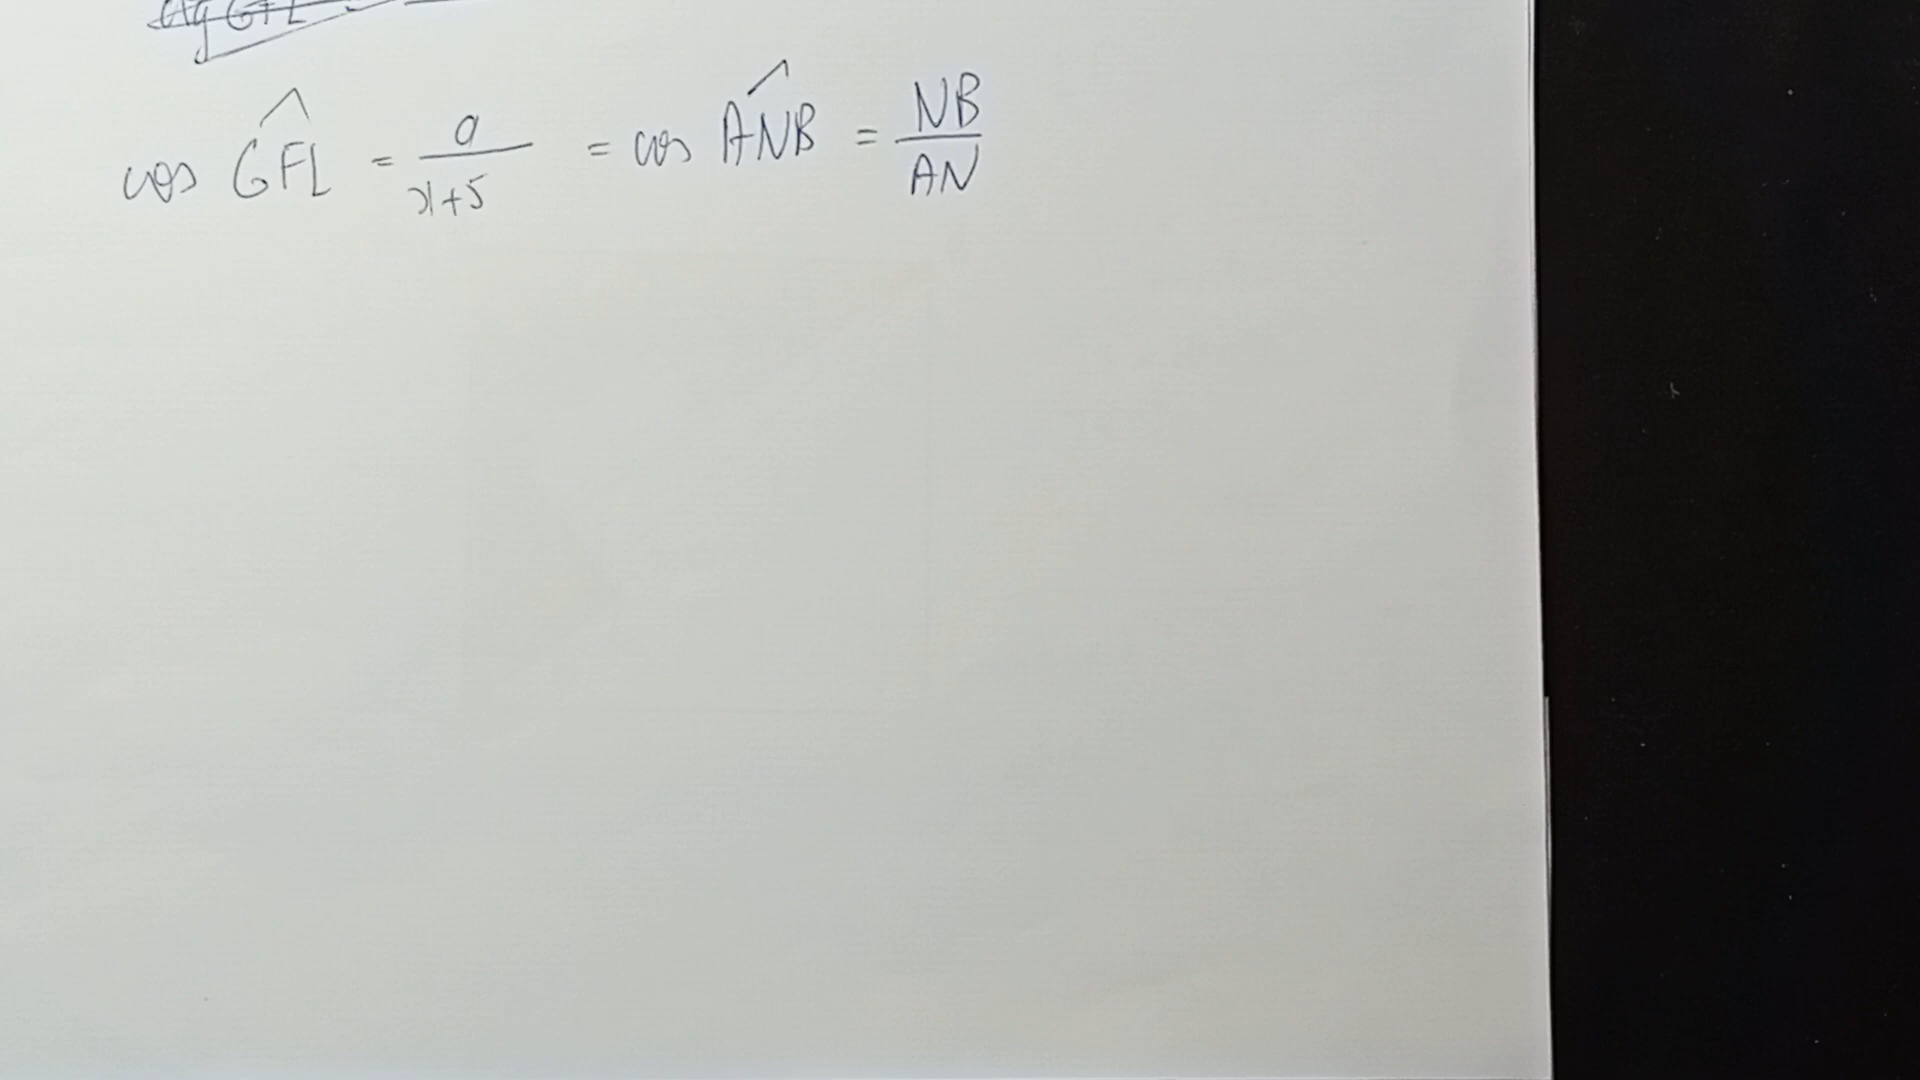 cos GFL^ = a/(x+5) = cos ANB^ = NB/AN